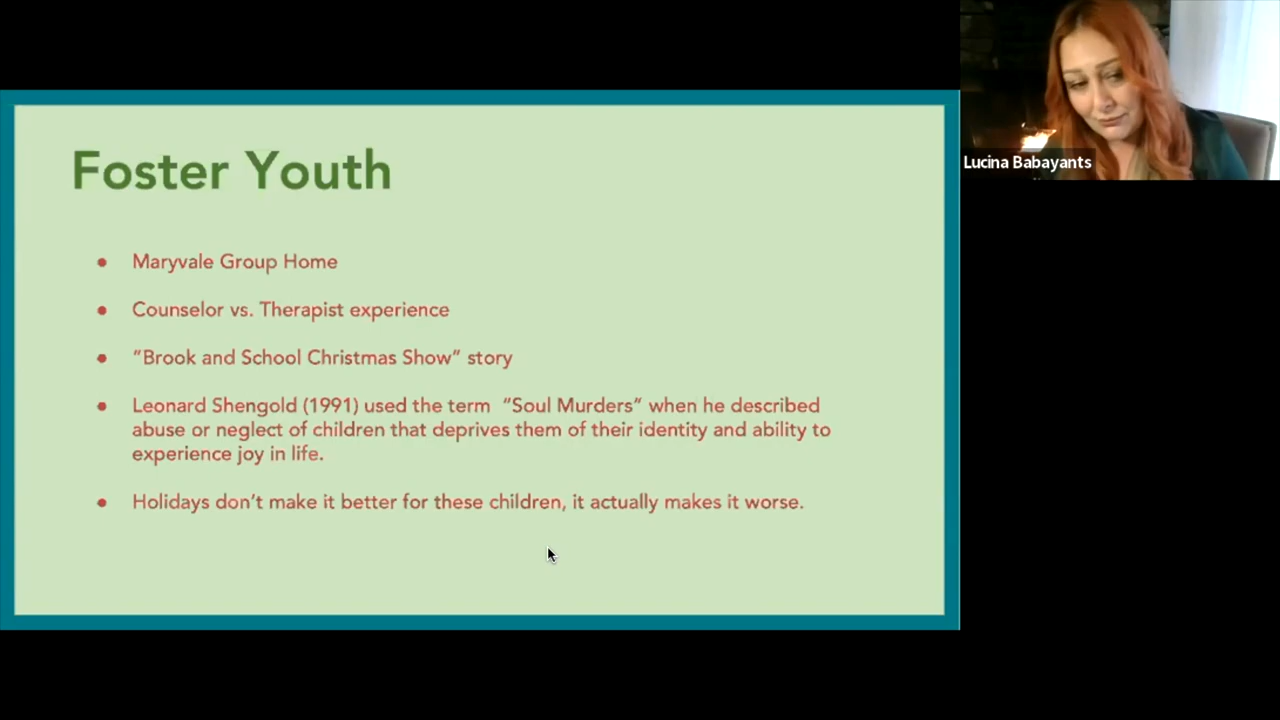 Foster Youth
• Maryvale Group Home
• Counselor vs. Therapist experience
• “Brook and School Christmas Show” story
• Leonard Shengold (1991) used the term “Soul Murders” when he described
abuse or neglect of children that deprives them of their identity and ability to
experience joy in life.
• Holidays don’t make it better for these children, it actually makes it worse.
Lucina Babayants